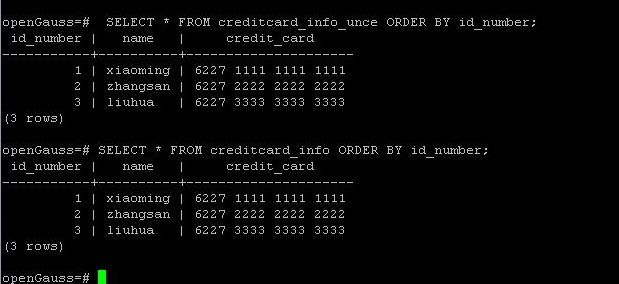 openGauss=#  SELECT * FROM creditcard_info_unce ORDER BY id_number;
 id_number |   name   |     credit_card
-----------+----------+---------------------
         1 | xiaoming | 6227 1111 1111 1111
         2 | zhangsan | 6227 2222 2222 2222
         3 | liuhua   | 6227 3333 3333 3333
(3 rows)
openGauss=# SELECT * FROM creditcard_info ORDER BY id_number;
 id_number |   name   |     credit_card
-----------+----------+---------------------
         1 | xiaoming | 6227 1111 1111 1111
         2 | zhangsan | 6227 2222 2222 2222
         3 | liuhua   | 6227 3333 3333 3333
(3 rows)
openGauss=#